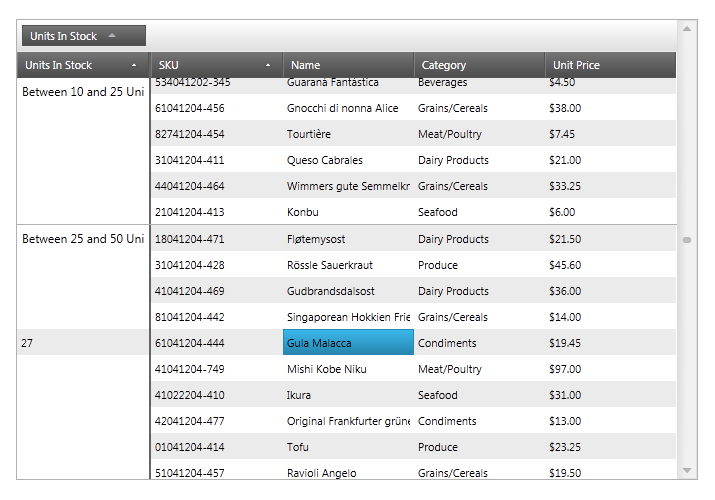 Units In Stock
Units In Stock SKU Name Category Unit Price
534041202-345 Guaraná Fantástica Beverages $4.50
Between 10 and 25 Uni
61041204-456 Gnocchi di nonna Alice Grains/Cereals $38.00
82741204-454 Tourtière Meat/Poultry $7.45
31041204-411 Queso Cabrales Dairy Products $21.00
44041204-464 Wimmers gute Semmelkn Grains/Cereals $33.25
21041204-413 Konbu Seafood $6.00
Between 25 and 50 Uni 18041204-471 Fløtemysost Dairy Products $21.50
31041204-428 Rössle Sauerkraut Produce $45.60
41041204-469 Gudbrandsdalsost Dairy Products $36.00
81041204-442 Singaporean Hokkien Frie Grains/Cereals $14.00
27 61041204-444 Gula Malacca Condiments $19.45
41041204-749 Mishi Kobe Niku Meat/Poultry $97.00
41022204-410 Ikura Seafood $31.00
42041204-477 Original Frankfurter grüne Condiments $13.00
01041204-414 Tofu Produce $23.25
51041204-457 Ravioli Angelo Grains/Cereals $19.50